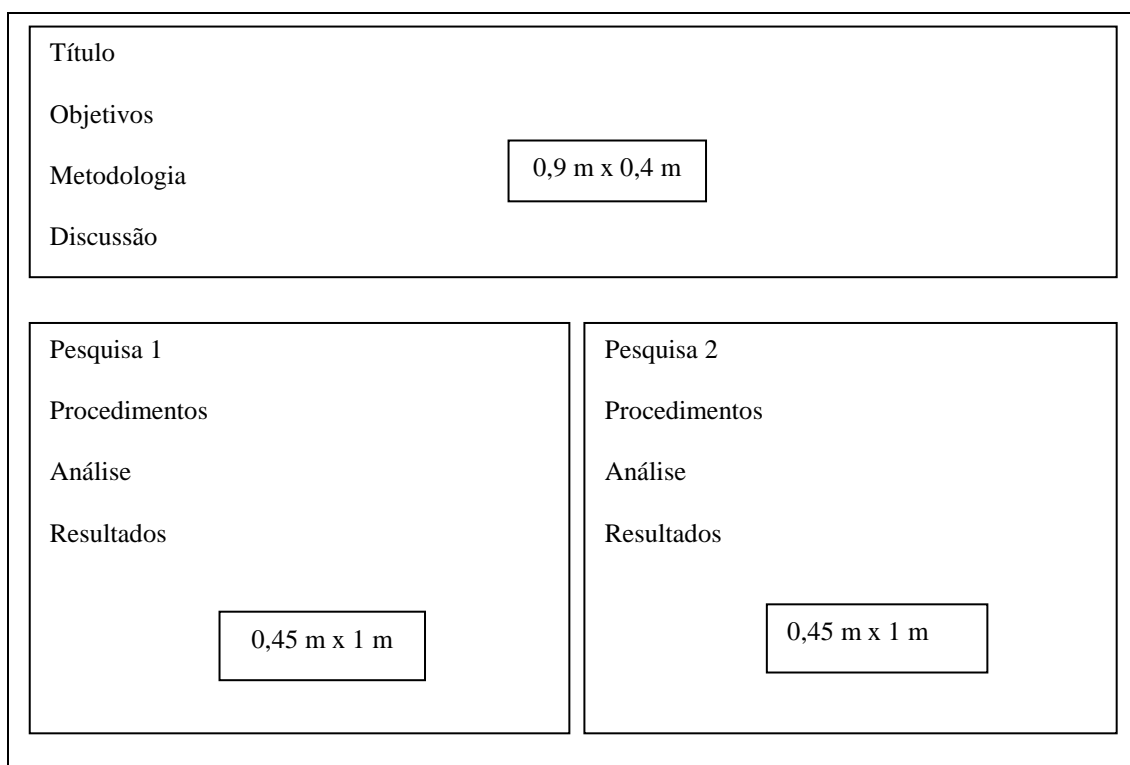 Título
Objetivos
Metodologia
0,9 m x 0,4 m
Discussão
Pesquisa 1
Procedimentos
Análise
Resultados
0,45 m x 1 m
Pesquisa 2
Procedimentos
Análise
Resultados
0,45 m x 1 m